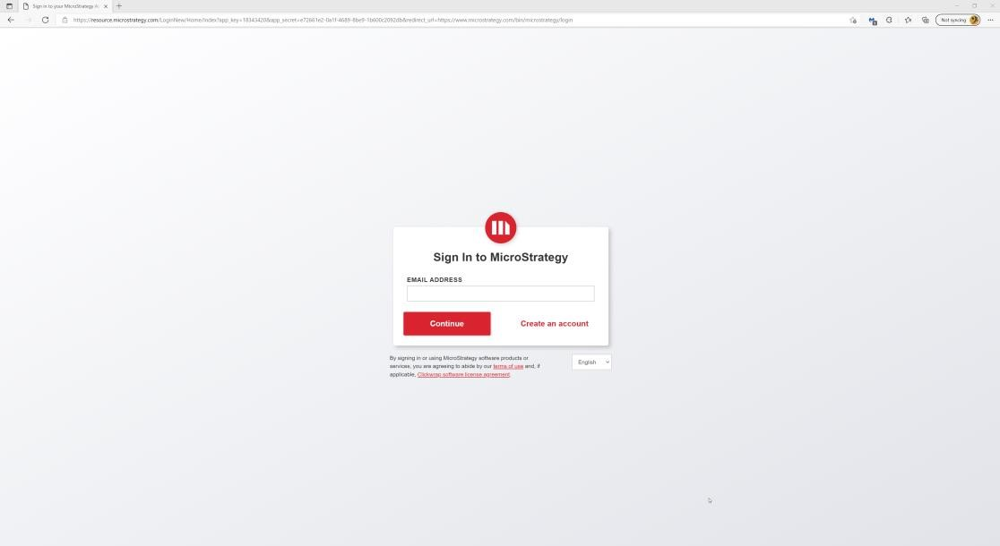 Sign in to your MicroStrategy A
https://resource.microstrategy.com/LoginNew/Home/Index?app_key=18343420&app_secret=e72661e2-0a1f-4689-8be9-1b600c2092db&redirect_url=https://www.microstrategy.com/bin/microstrategy/login
Not syncing
Sign In to MicroStrategy
EMAIL ADDRESS
Continue
Create an account
By signing in or using MicroStrategy software products or
services, you are agreeing to abide by our terms of use and, if
applicable, Clickwrap software license agreement.
English